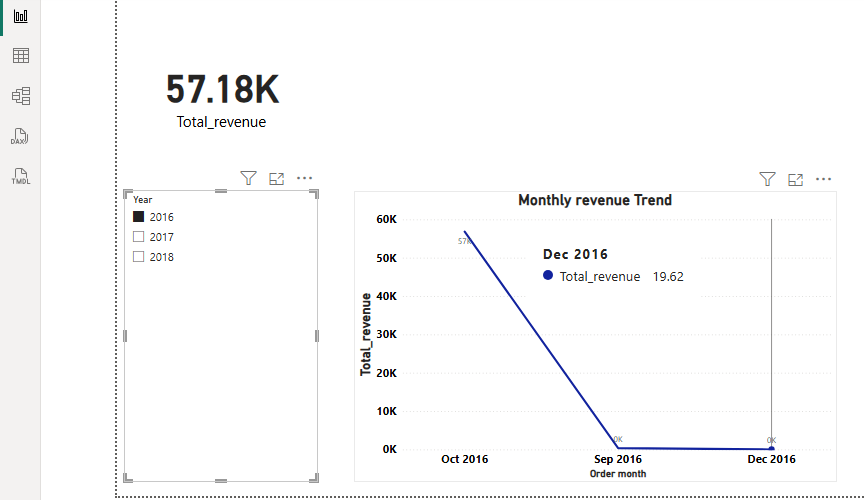 57.18K
Total_revenue
DAX
TMDL
Year
2016
2017
2018
Monthly revenue Trend
60K
50K
40K
30K
20K
10K
0K
Total_revenue
57K
0K
0K
Dec 2016
Total_revenue 19.62
Oct 2016 Sep 2016 Dec 2016
Order month